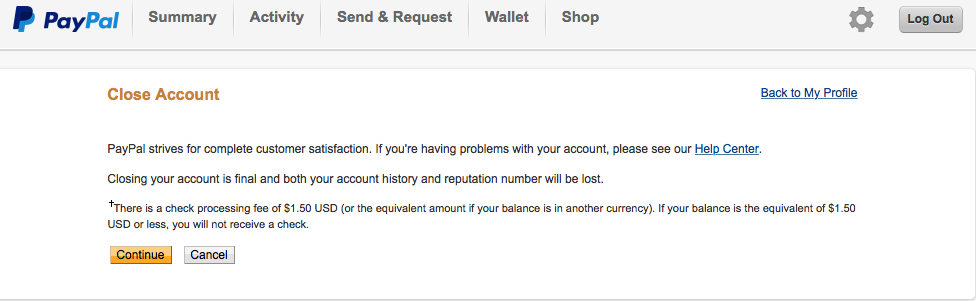 PayPal Summary Activity Send & Request Wallet Shop Log Out
Close Account Back to My Profile
PayPal strives for complete customer satisfaction. If you're having problems with your account, please see our Help Center.
Closing your account is final and both your account history and reputation number will be lost.
†There is a check processing fee of $1.50 USD (or the equivalent amount if your balance is in another currency). If your balance is the equivalent of $1.50
USD or less, you will not receive a check.
Continue Cancel